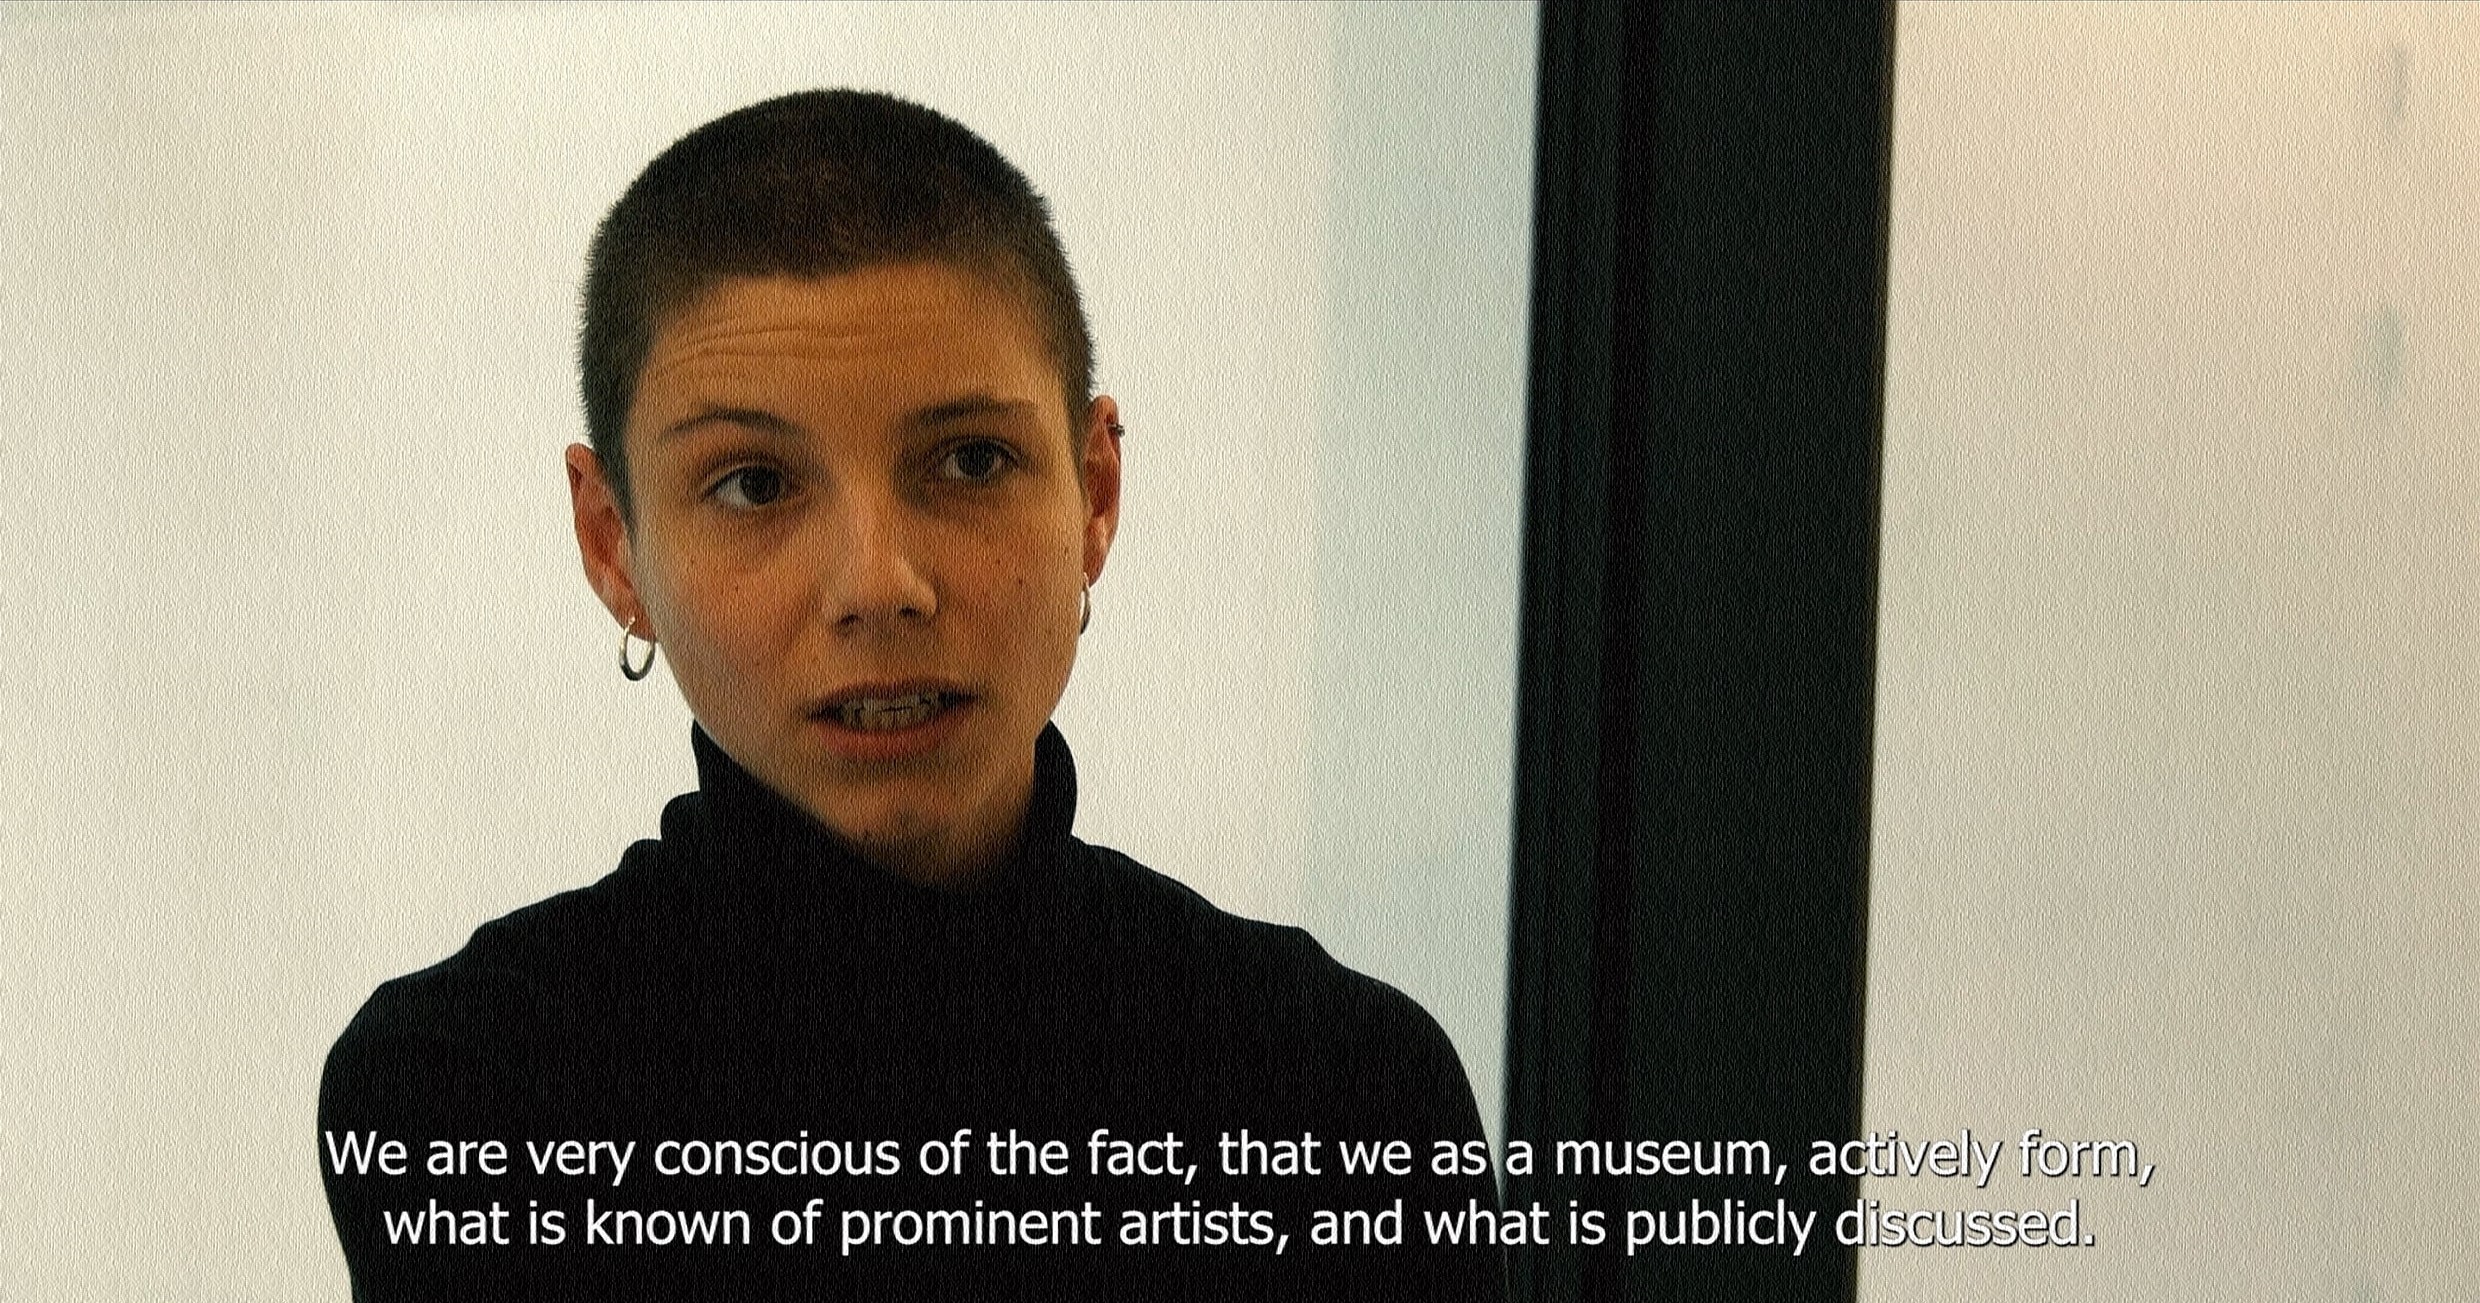 We are very conscious of the fact, that we as a museum, actively form,
what is known of prominent artists, and what is publicly discussed.